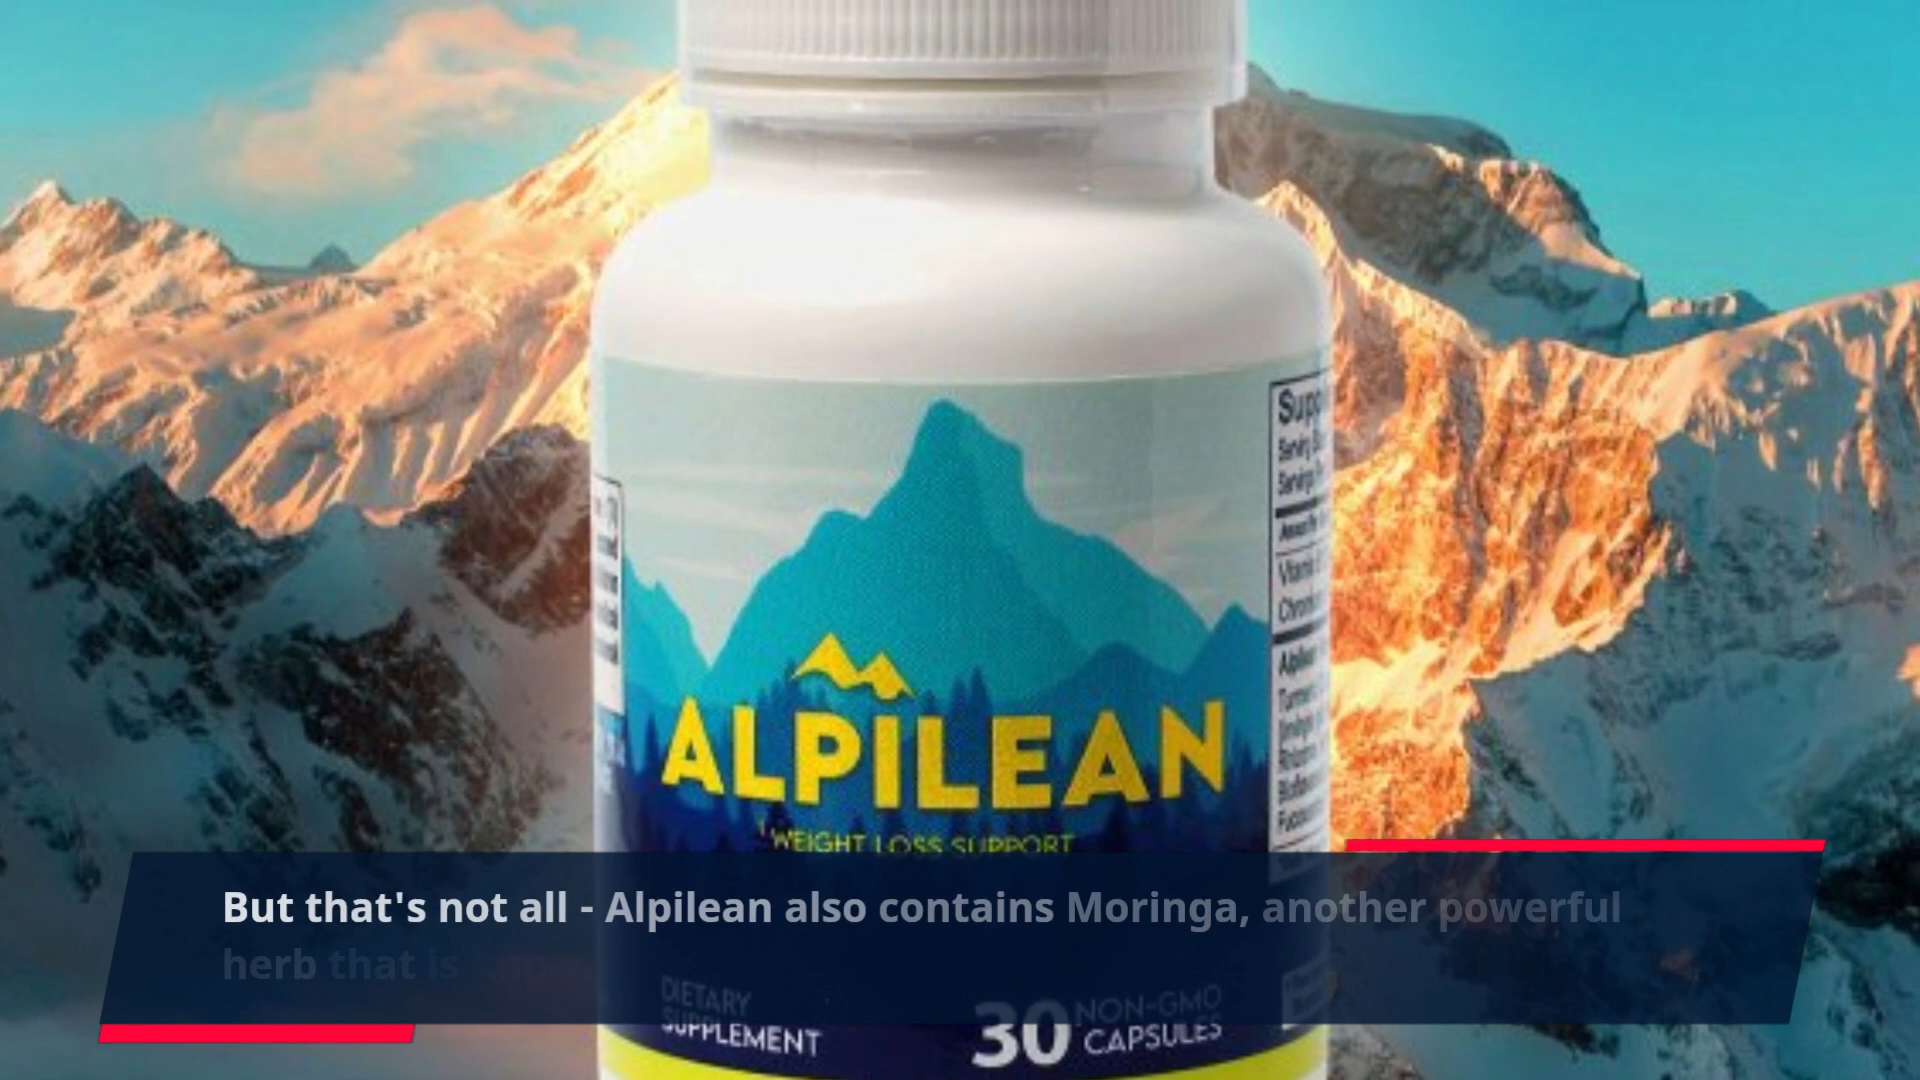 Supp
ALPILEAN
WEIGHT LOSS SUPPORT
But that's not all - Alpilean also contains Moringa, another powerful
herb that is
DIETARY
SUPPLEMENT
30 NON-GMO
CAPSULES